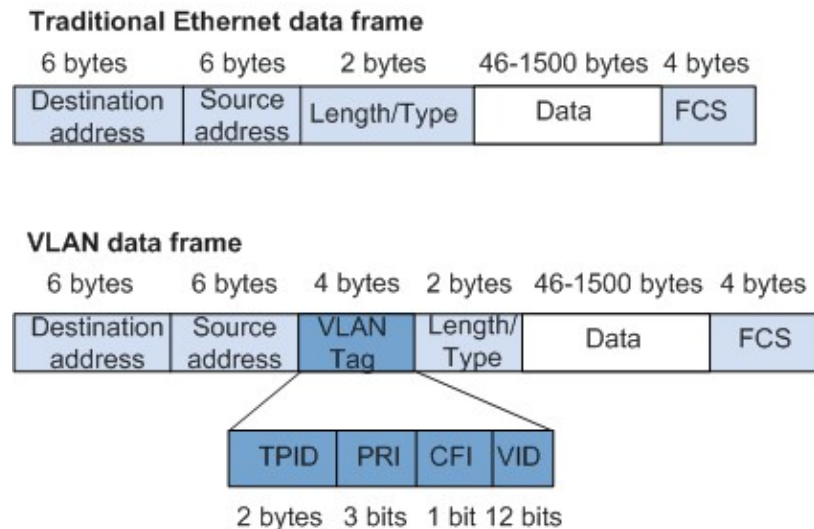 Traditional Ethernet data frame
6 bytes 6 bytes 2 bytes 46-1500 bytes 4 bytes
Destination address Source address Length/Type Data FCS
VLAN data frame
6 bytes 6 bytes 4 bytes 2 bytes 46-1500 bytes 4 bytes
Destination address Source address VLAN Tag Length/ Type Data FCS
TPID PRI CFI VID
2 bytes 3 bits 1 bit 12 bits